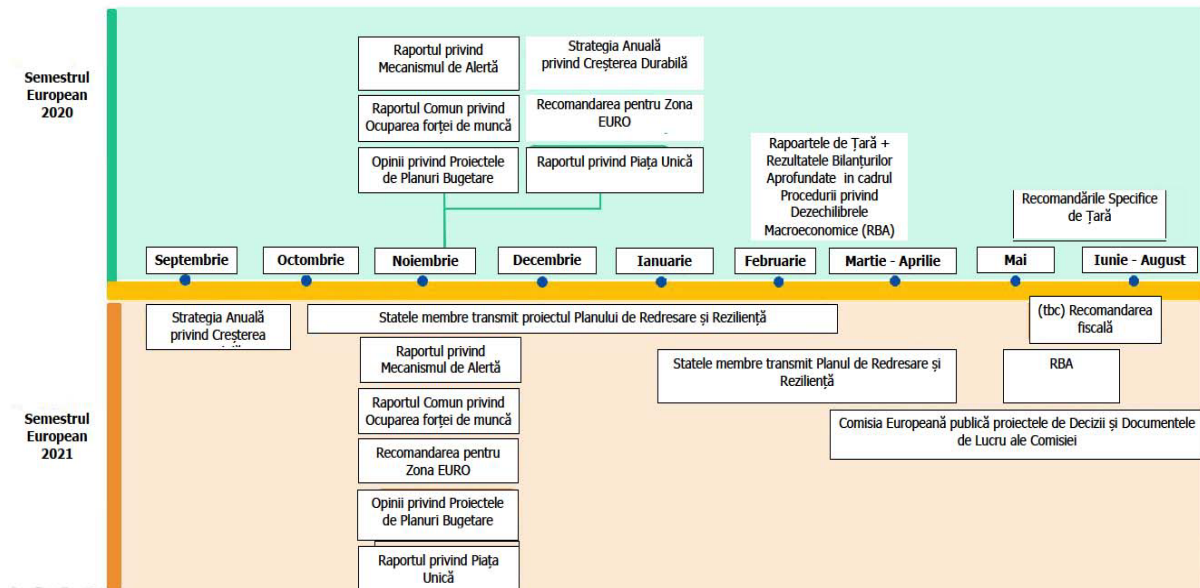 Semestrul
European
2020
Raportul privind
Mecanismul de Alertă
Strategia Anuală
privind Creșterea Durabilă
Raportul Comun privind
Ocuparea forței de muncă
Recomandarea pentru Zona
EURO
Opinii privind Proiectele
de Planuri Bugetare
Raportul privind Piața Unică
Rapoartele de Țară +
Rezultatele Bilanțurilor
Aprofundate in cadrul
Procedurii privind
Dezechilibrele
Macroeconomice (RBA)
Recomandările Specifice
de Țară
Septembrie
Octombrie
Noiembrie
Decembrie
Ianuarie
Februarie
Martie - Aprilie
Mai
Iunie - August
Semestrul
European
2021
Strategia Anuală
privind Creșterea
Statele membre transmit proiectul Planului de Redresare și Reziliență
(tbc) Recomandarea
fiscală
Raportul privind
Mecanismul de Alertă
Statele membre transmit Planul de Redresare și
Reziliență
RBA
Raportul Comun privind
Ocuparea forței de muncă
Comisia Europeană publică proiectele de Decizii și Documentele
de Lucru ale Comisiei
Recomandarea pentru
Zona EURO
Opinii privind Proiectele
de Planuri Bugetare
Raportul privind Piața
Unică